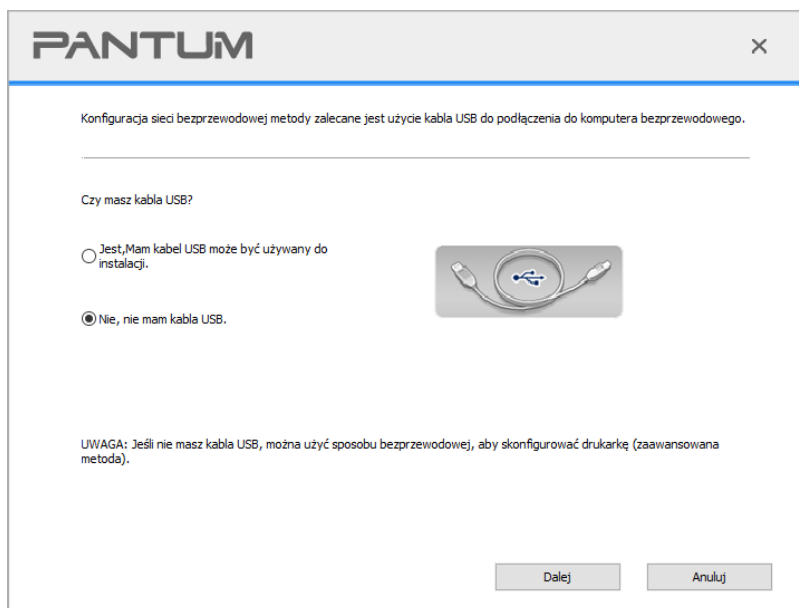 PANTUM
Konfiguracja sieci bezprzewodowej metody zalecane jest użycie kabla USB do podłączenia do komputera bezprzewodowego.
Czy masz kabla USB?
Jest,Mam kabel USB może być używany do
instalacji.
Nie, nie mam kabla USB.
UWAGA: Jeśli nie masz kabla USB, można użyć sposobu bezprzewodowej, aby skonfigurować drukarkę (zaawansowana
metoda).
Dalej
Anuluj